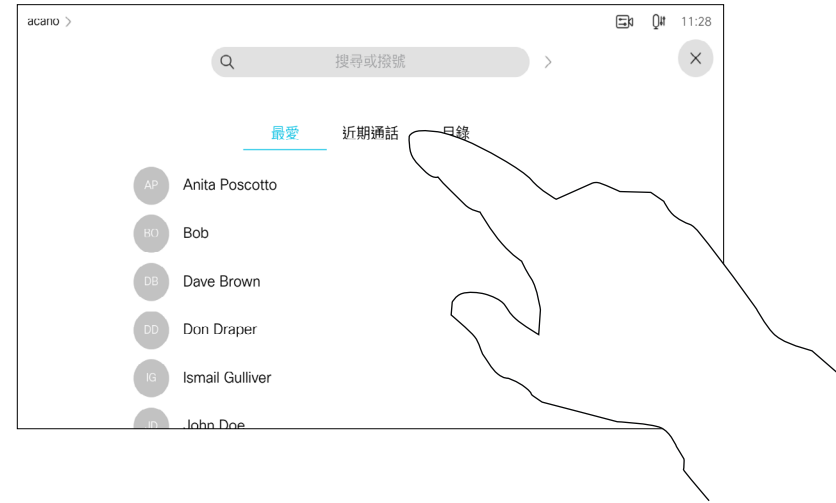 acano > 11:28
搜尋或撥號 >
最愛 近期通話 目錄
AP Anita Poscotto
BO Bob
DB Dave Brown
DD Don Draper
IG Ismail Gulliver
JD John Doe